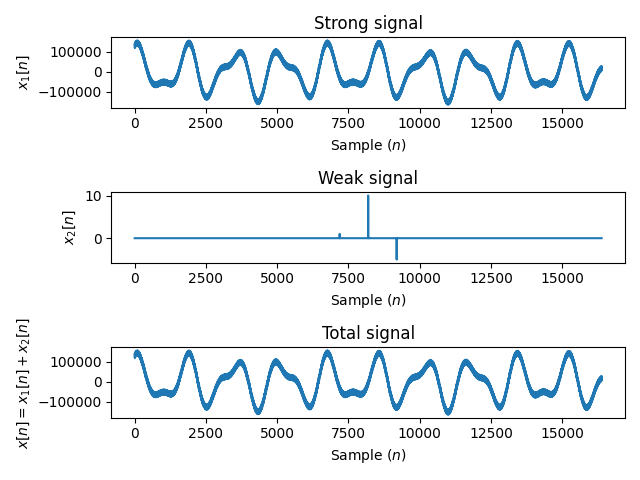 Strong signal
x₁[n]
100000
0
−100000
0 2500 5000 7500 10000 12500 15000
Sample (n)
Weak signal
x₂[n]
10
0
0 2500 5000 7500 10000 12500 15000
Sample (n)
Total signal
x[n] = x₁[n] + x₂[n]
100000
0
−100000
0 2500 5000 7500 10000 12500 15000
Sample (n)